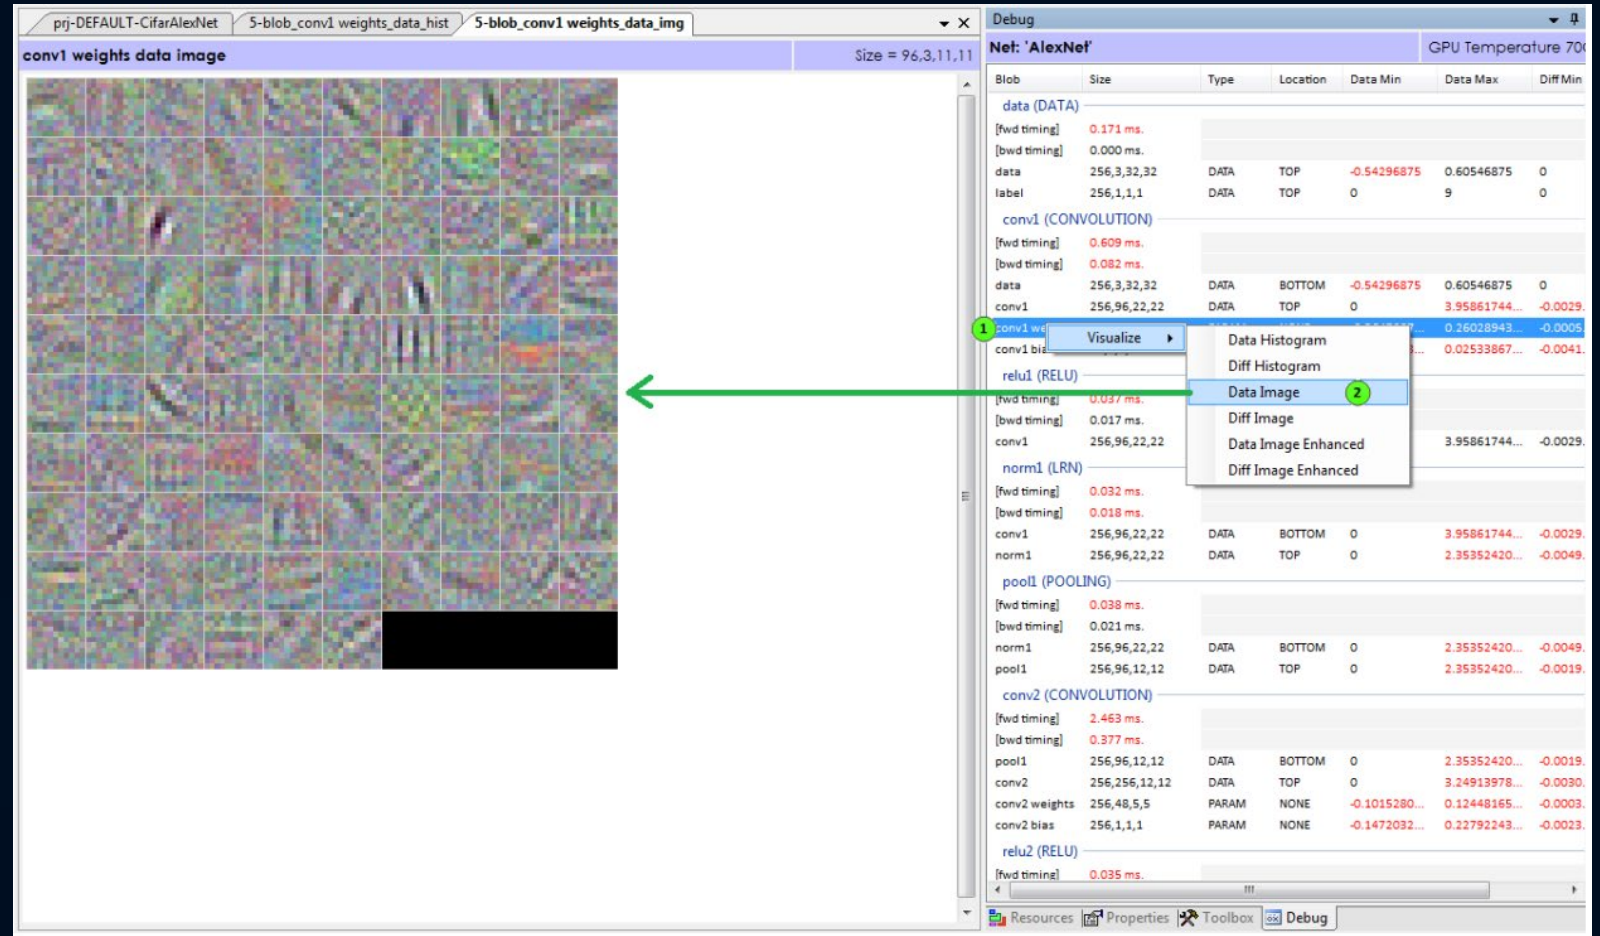 prj-DEFAULT-CifarAlexNet 5-blob_conv1 weights_data_hist 5-blob_conv1 weights_data_img
conv1 weights data image Size = 96,3,11,11
Debug
Net: 'AlexNet' GPU Temperature 70
Blob Size Type Location Data Min Data Max Diff Min
data (DATA)
[fwd timing] 0.171 ms.
[bwd timing] 0.000 ms.
data 256,3,32,32 DATA TOP -0.54296875 0.60546875 0
label 256,1,1,1 DATA TOP 0 9 0
conv1 (CONVOLUTION)
[fwd timing] 0.609 ms.
[bwd timing] 0.082 ms.
data 256,3,32,32 DATA BOTTOM -0.54296875 0.60546875 0
conv1 256,96,22,22 DATA TOP 0 3.95861744... -0.0029.
1 conv1 we 0.26028943... -0.0005.
conv1 bia 0.02533867... -0.0041.
Visualize
Data Histogram
Diff Histogram
Data Image 2
Diff Image
Data Image Enhanced
Diff Image Enhanced
relu1 (RELU)
[fwd timing] 0.037 ms.
[bwd timing] 0.017 ms.
conv1 256,96,22,22 3.95861744... -0.0029.
norm1 (LRN)
[fwd timing] 0.032 ms.
[bwd timing] 0.018 ms.
conv1 256,96,22,22 DATA BOTTOM 0 3.95861744... -0.0029.
norm1 256,96,22,22 DATA TOP 0 2.35352420... -0.0049.
pool1 (POOLING)
[fwd timing] 0.038 ms.
[bwd timing] 0.021 ms.
norm1 256,96,22,22 DATA BOTTOM 0 2.35352420... -0.0049.
pool1 256,96,12,12 DATA TOP 0 2.35352420... -0.0019.
conv2 (CONVOLUTION)
[fwd timing] 2.463 ms.
[bwd timing] 0.377 ms.
pool1 256,96,12,12 DATA BOTTOM 0 2.35352420... -0.0019.
conv2 256,256,12,12 DATA TOP 0 3.24913978... -0.0030.
conv2 weights 256,48,5,5 PARAM NONE -0.1015280... 0.12448165... -0.0003.
conv2 bias 256,1,1,1 PARAM NONE -0.1472032... 0.22792243... -0.0023.
relu2 (RELU)
[fwd timing] 0.035 ms.
Resources Properties Toolbox Debug